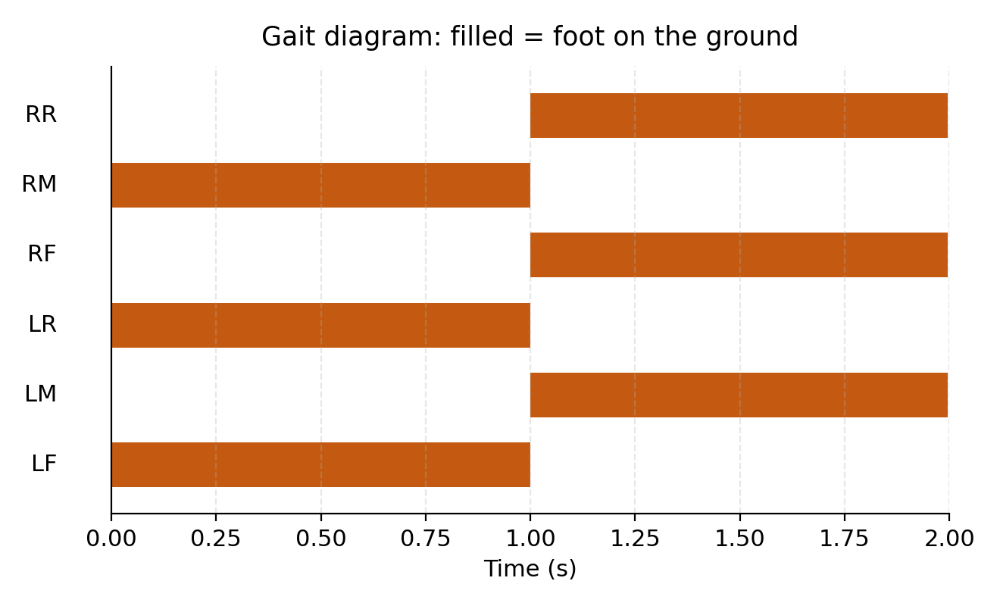 Gait diagram: filled = foot on the ground
RR
RM
RF
LR
LM
LF
0.00 0.25 0.50 0.75 1.00 1.25 1.50 1.75 2.00
Time (s)